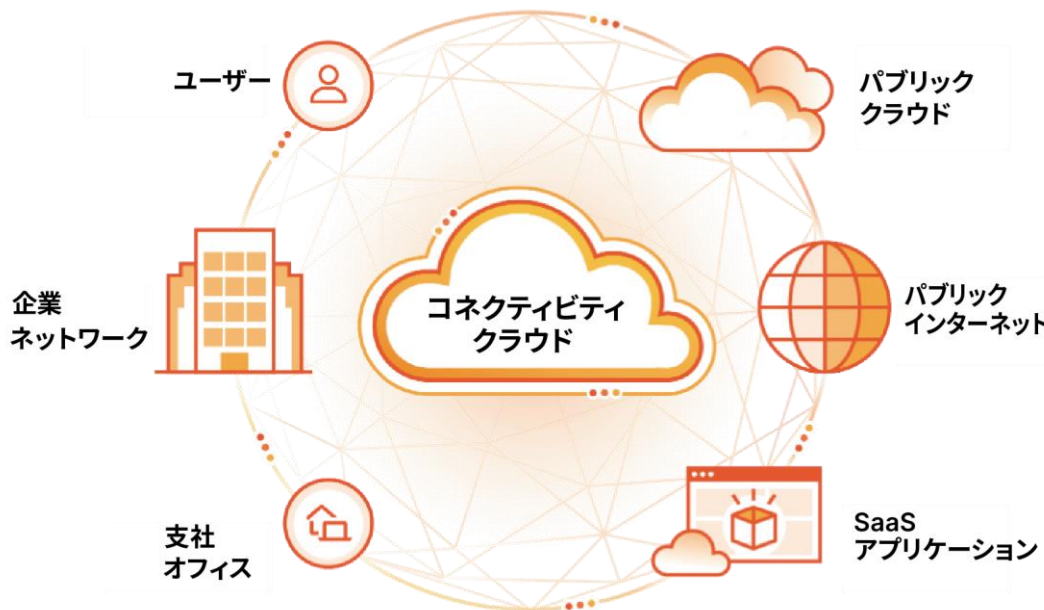 ユーザー
パブリック
クラウド
企業
ネットワーク
コネクティビティ
クラウド
パブリック
インターネット
支社
オフィス
SaaS
アプリケーション